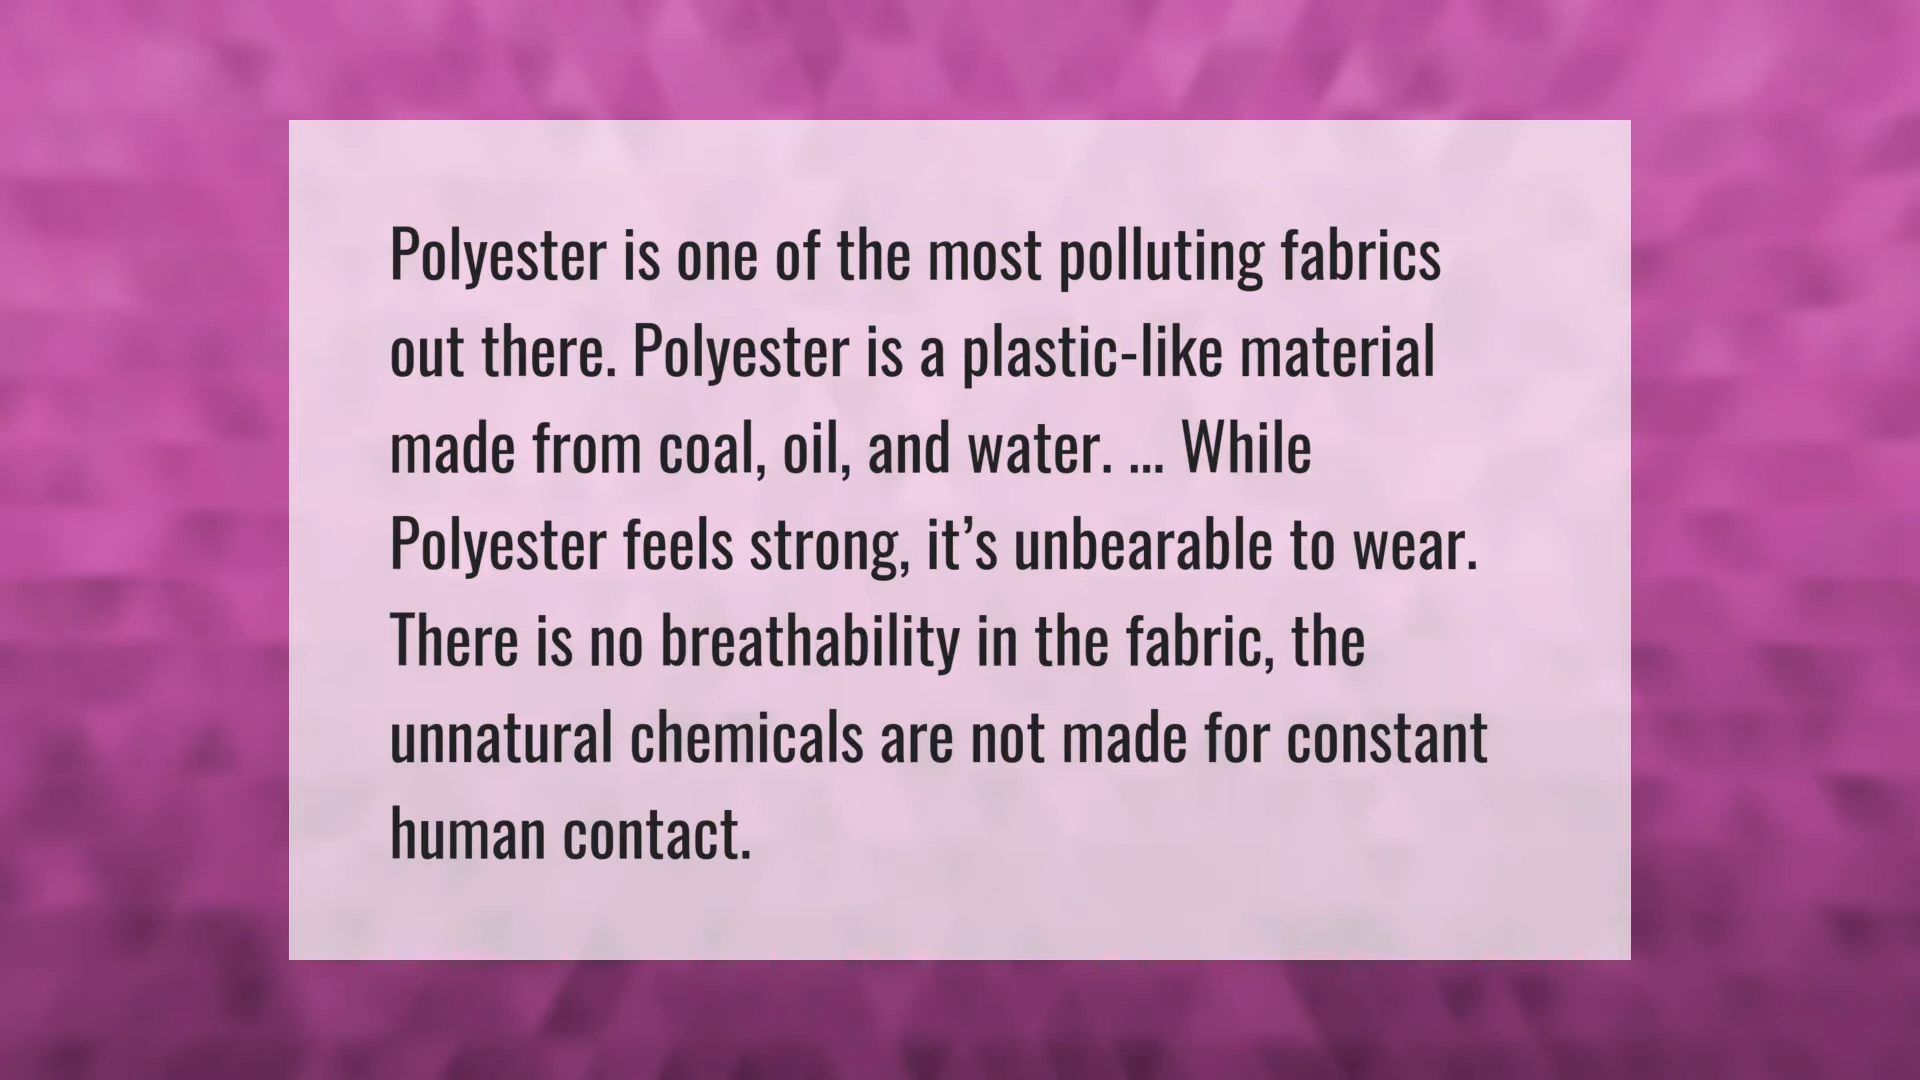 Polyester is one of the most polluting fabrics
out there. Polyester is a plastic-like material
made from coal, oil, and water. ... While
Polyester feels strong, it’s unbearable to wear.
There is no breathability in the fabric, the
unnatural chemicals are not made for constant
human contact.